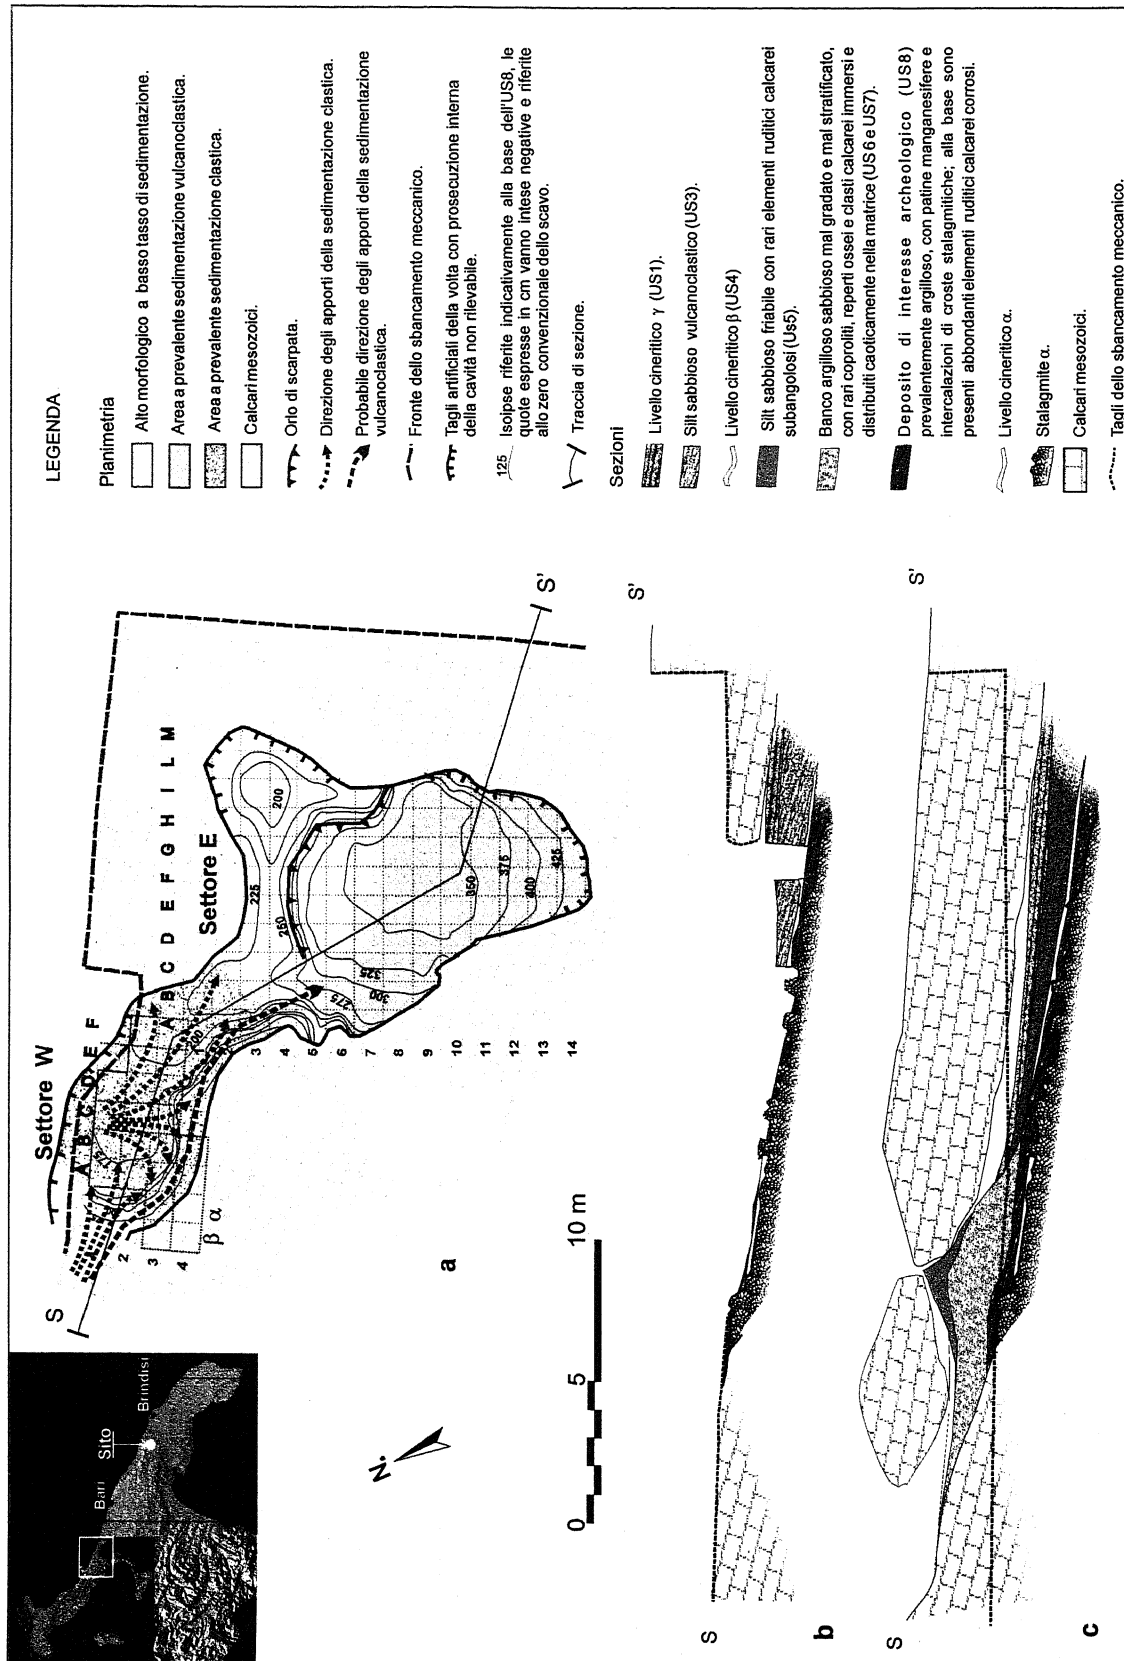 LEGENDA
Planimetria
Alto morfologico a basso tasso di sedimentazione.
Area a prevalente sedimentazione vulcanoclastica.
Area a prevalente sedimentazione clastica.
Calcari mesozoici.
Orlo di scarpata.
Direzione degli apporti della sedimentazione clastica.
Probabile direzione degli apporti della sedimentazione
vulcanoclastica.
Fronte dello sbancamento meccanico.
Tagli artificiali della volta con prosecuzione interna
della cavità non rilevabile.
125
Isoipse riferite indicativamente alla base dell'US8, le
quote espresse in cm vanno intese negative e riferite
allo zero convenzionale dello scavo.
Traccia di sezione.
Sezioni
Livello cineritico γ (US1).
Silt sabbioso vulcanoclastico (US3).
Livello cineritico β (US4)
Silt sabbioso friabile con rari elementi ruditici calcarei
subangolosi (Us5).
Banco argilloso sabbioso mal gradato e mal stratificato,
con rari coproliti, reperti ossei e clasti calcarei immersi e
distribuiti caoticamente nella matrice (US6 e US7).
Deposito di interesse archeologico (US8)
prevalentemente argilloso, con patine manganesifere e
intercalazioni di croste stalagmitiche; alla base sono
presenti abbondanti elementi ruditici calcarei corrosi.
Livello cineritico α.
Stalagmite α.
Calcari mesozoici.
Taglio dello sbancamento meccanico.
Bari
Sito
Brindisi
N.
0 5 10 m
a
S
S'
Settore W
A B C D E F
2
3
4
β α
Settore E
A B C D E F G H I L M
3
4
5
6
7
8
9
10
11
12
13
14
200
225
250
275
300
325
350
375
400
425
200
b
S
S'
c
S
S'